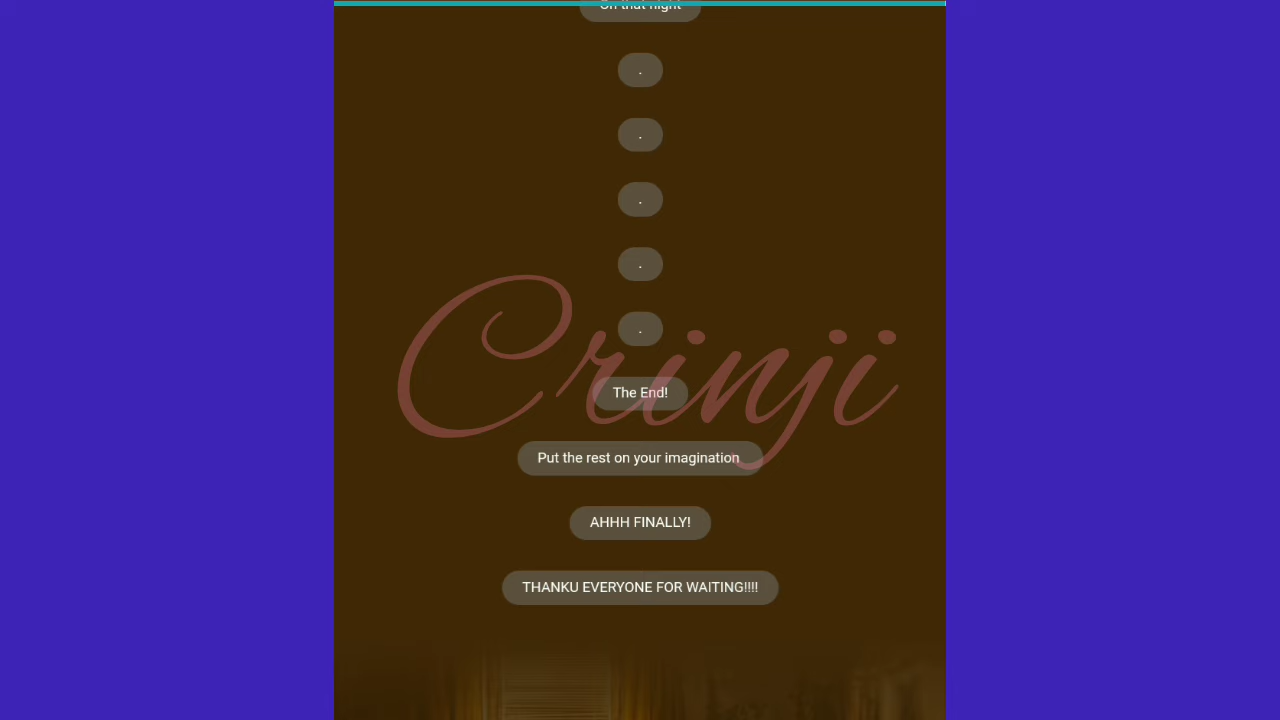 On that night
.
.
.
.
.
The End!
Put the rest on your imagination
AHHH FINALLY!
THANKU EVERYONE FOR WAITING!!!!
Crinji